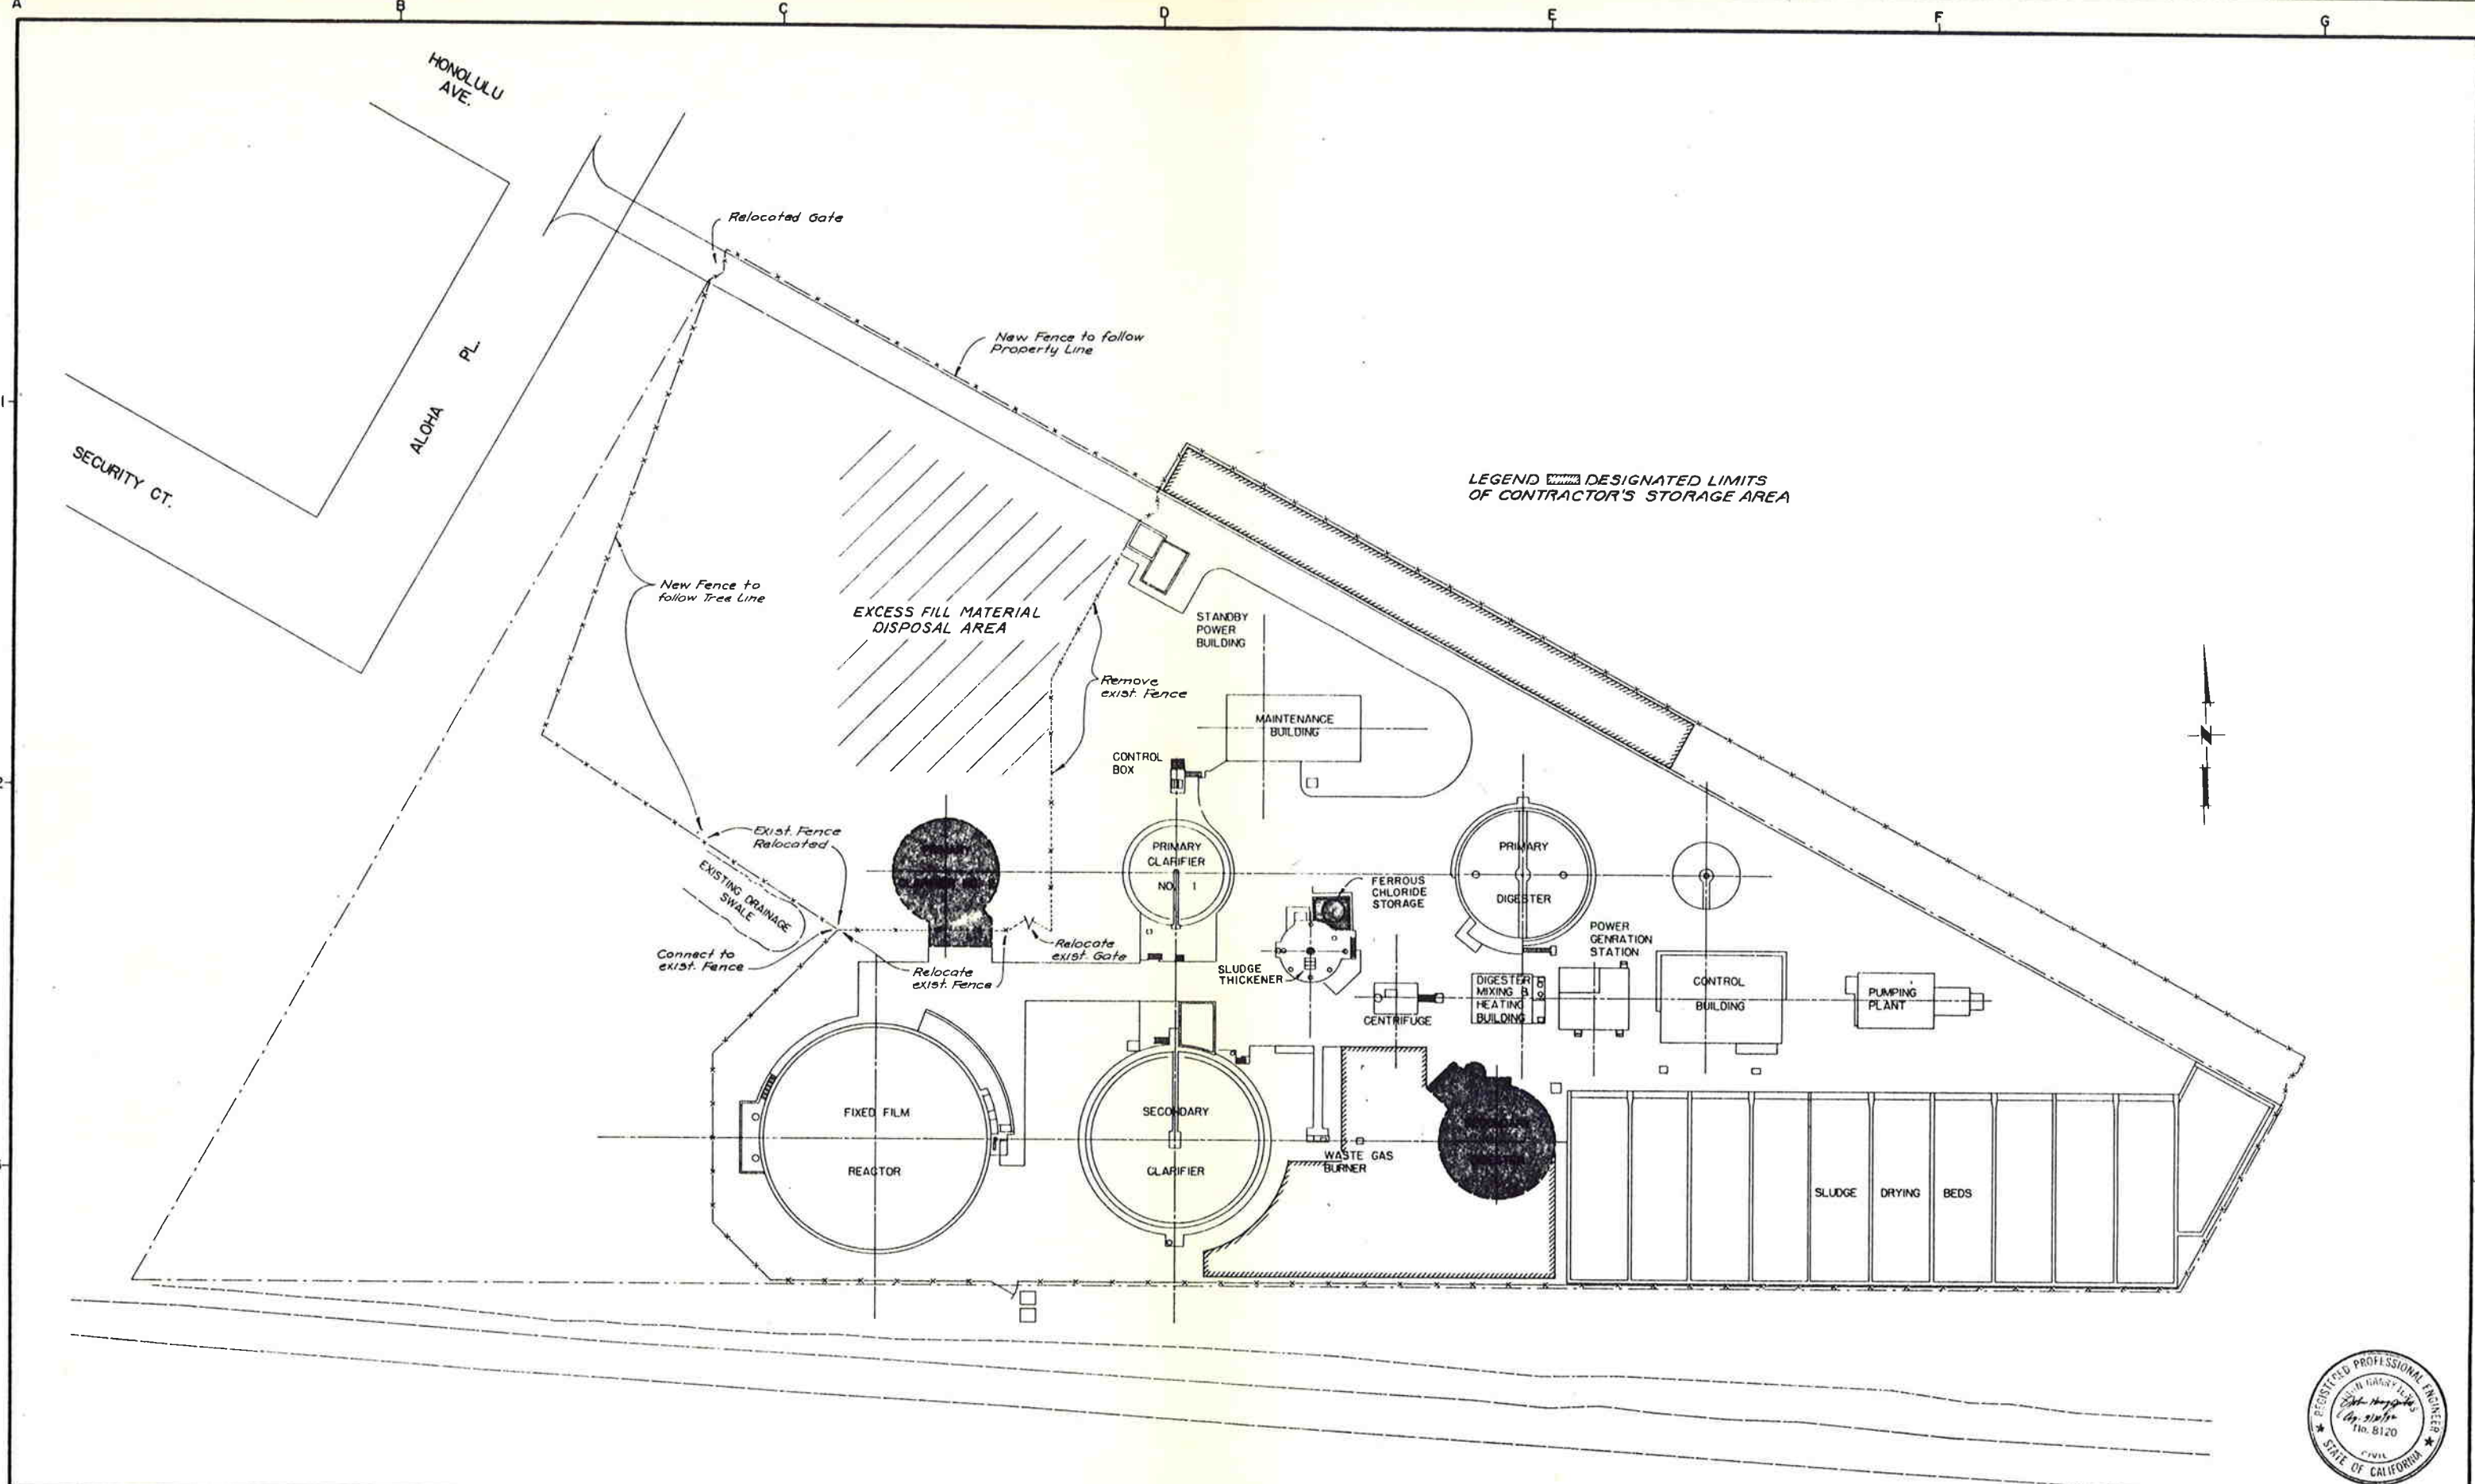 A
B
C
D
E
F
G
HONOLULU
AVE.
Relocated Gate
New Fence to follow
Property Line
1
ALOHA PL.
SECURITY CT.
LEGEND DESIGNATED LIMITS
OF CONTRACTOR'S STORAGE AREA
New Fence to
follow Tree Line
EXCESS FILL MATERIAL
DISPOSAL AREA
STANDBY
POWER
BUILDING
Remove
exist. Fence
MAINTENANCE
BUILDING
N
CONTROL
BOX
2
Exist. Fence
Relocated
EXISTING DRAINAGE
SWALE
PRIMARY
PRIMARY
CLARIFIER
NO. 1
PRIMARY
DIGESTER
FERROUS
CHLORIDE
STORAGE
POWER
GENRATION
STATION
Connect to
exist. Fence
Relocate
exist. Fence
Relocate
exist. Gate
SLUDGE
THICKENER
CENTRIFUGE
DIGESTER
MIXING &
HEATING
BUILDING
CONTROL
BUILDING
PUMPING
PLANT
FIXED FILM
REACTOR
SECONDARY
CLARIFIER
WASTE GAS
BURNER
SLUDGE DRYING BEDS
REGISTERED PROFESSIONAL ENGINEER
No. 8120
CIVIL
STATE OF CALIFORNIA